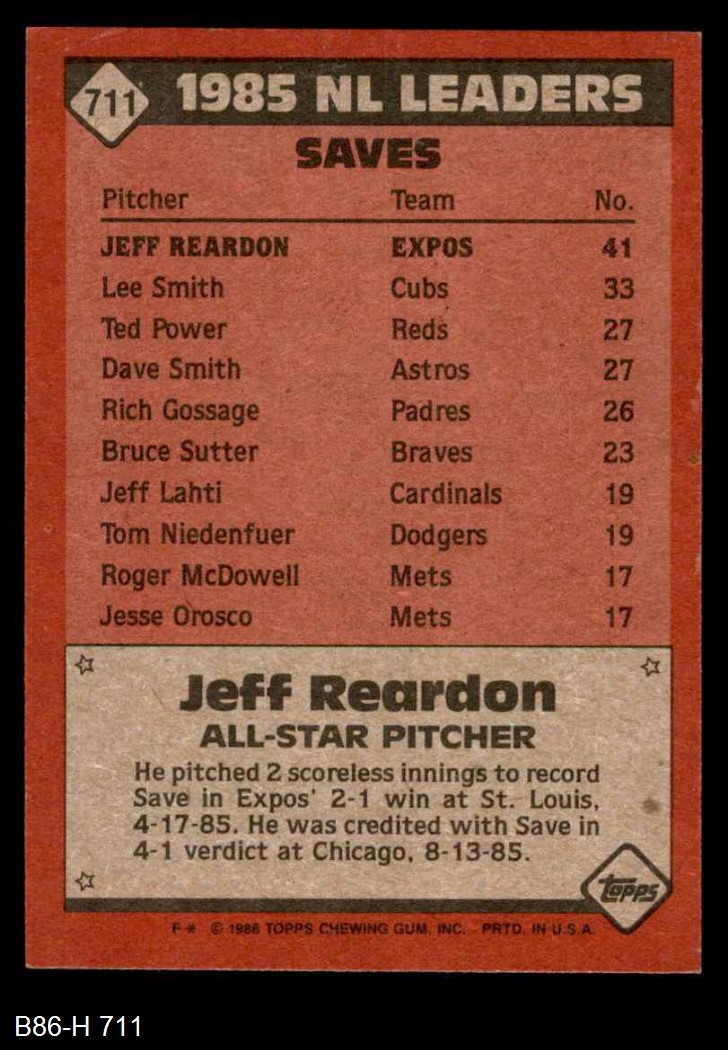 711 1985 NL LEADERS
SAVES
Pitcher Team No.
JEFF REARDON EXPOS 41
Lee Smith Cubs 33
Ted Power Reds 27
Dave Smith Astros 27
Rich Gossage Padres 26
Bruce Sutter Braves 23
Jeff Lahti Cardinals 19
Tom Niedenfuer Dodgers 19
Roger McDowell Mets 17
Jesse Orosco Mets 17
Jeff Reardon
ALL-STAR PITCHER
He pitched 2 scoreless innings to record
Save in Expos' 2-1 win at St. Louis,
4-17-85. He was credited with Save in
4-1 verdict at Chicago, 8-13-85.
topps
F* © 1986 TOPPS CHEWING GUM, INC. PRTD. IN U.S.A.
B86-H 711